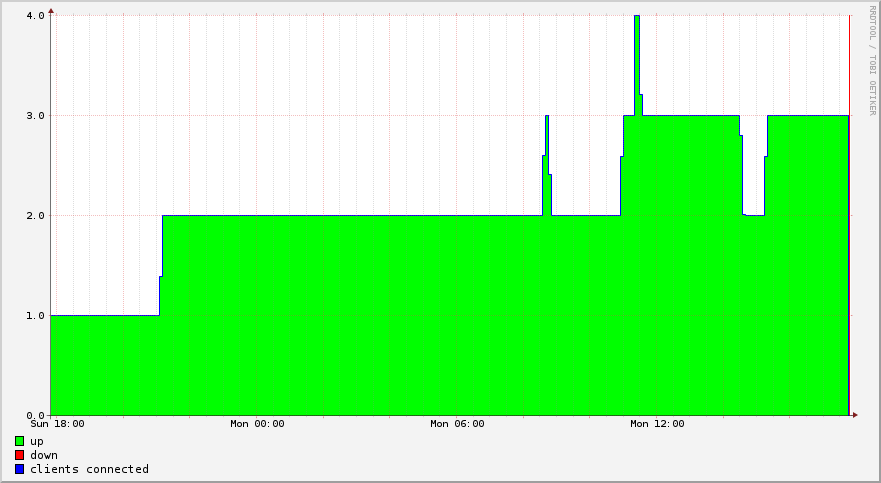 RRDTOOL / TOBI OETIKER
4.0
3.0
2.0
1.0
0.0
Sun 18:00 Mon 00:00 Mon 06:00 Mon 12:00
up
down
clients connected